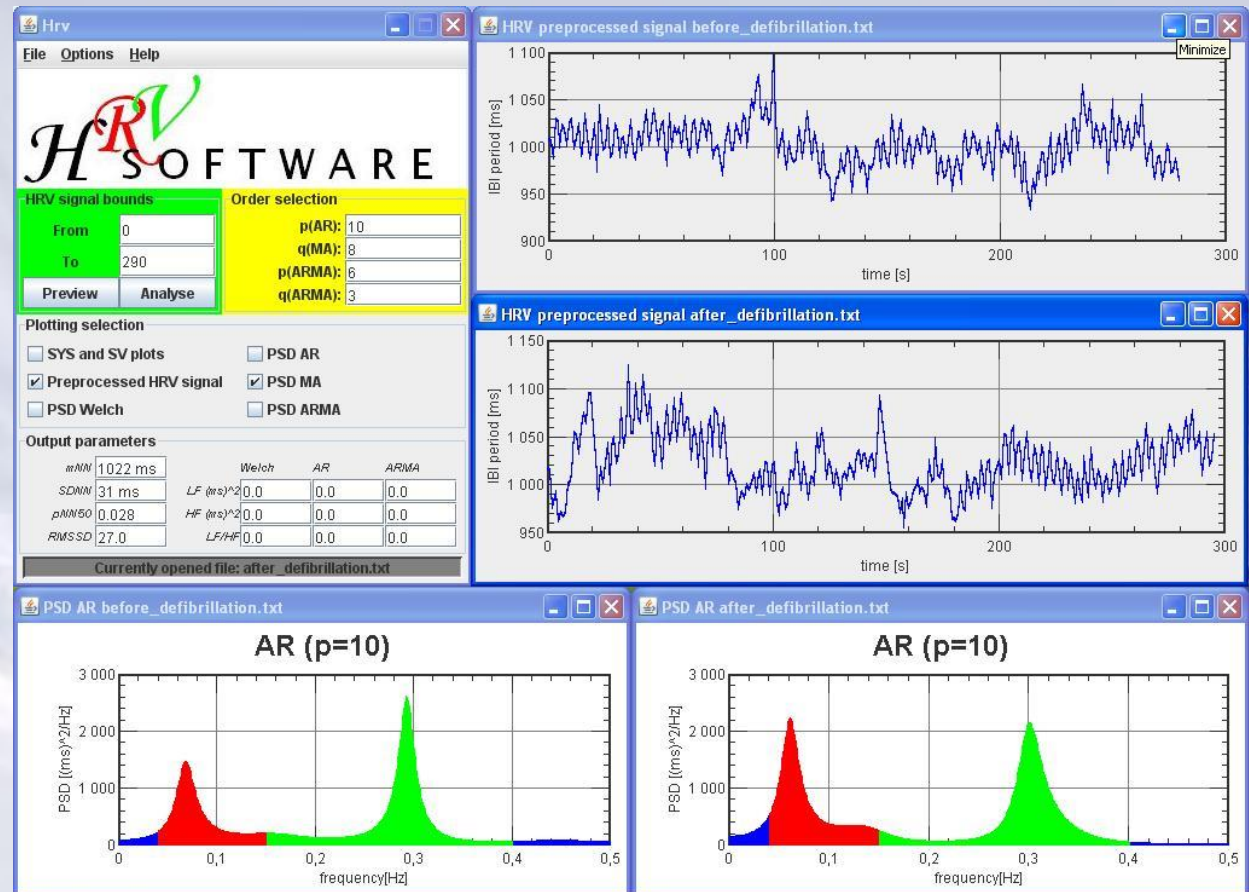 Hrv
File Options Help
HRV SOFTWARE
HRV signal bounds
From 0
To 290
Preview Analyse
Order selection
p(AR): 10
q(MA): 8
p(ARMA): 6
q(ARMA): 3
Plotting selection
SYS and SV plots PSD AR
Preprocessed HRV signal PSD MA
PSD Welch PSD ARMA
Output parameters
mNN 1022 ms Welch AR ARMA
SDNN 31 ms LF (ms)^2 0.0 0.0 0.0
pNN50 0.028 HF (ms)^2 0.0 0.0 0.0
RMSSD 27.0 LF/HF 0.0 0.0 0.0
Currently opened file: after_defibrillation.txt
HRV preprocessed signal before_defibrillation.txt
Minimize
1 100
1 050
1 000
950
900
IBI period [ms]
0 100 200 300
time [s]
HRV preprocessed signal after_defibrillation.txt
1 150
1 100
1 050
1 000
950
IBI period [ms]
0 100 200 300
time [s]
PSD AR before_defibrillation.txt
AR (p=10)
3 000
2 000
1 000
0
PSD [(ms)^2/Hz]
0 0,1 0,2 0,3 0,4 0,5
frequency[Hz]
PSD AR after_defibrillation.txt
AR (p=10)
3 000
2 000
1 000
0
PSD [(ms)^2/Hz]
0 0,1 0,2 0,3 0,4 0,5
frequency[Hz]